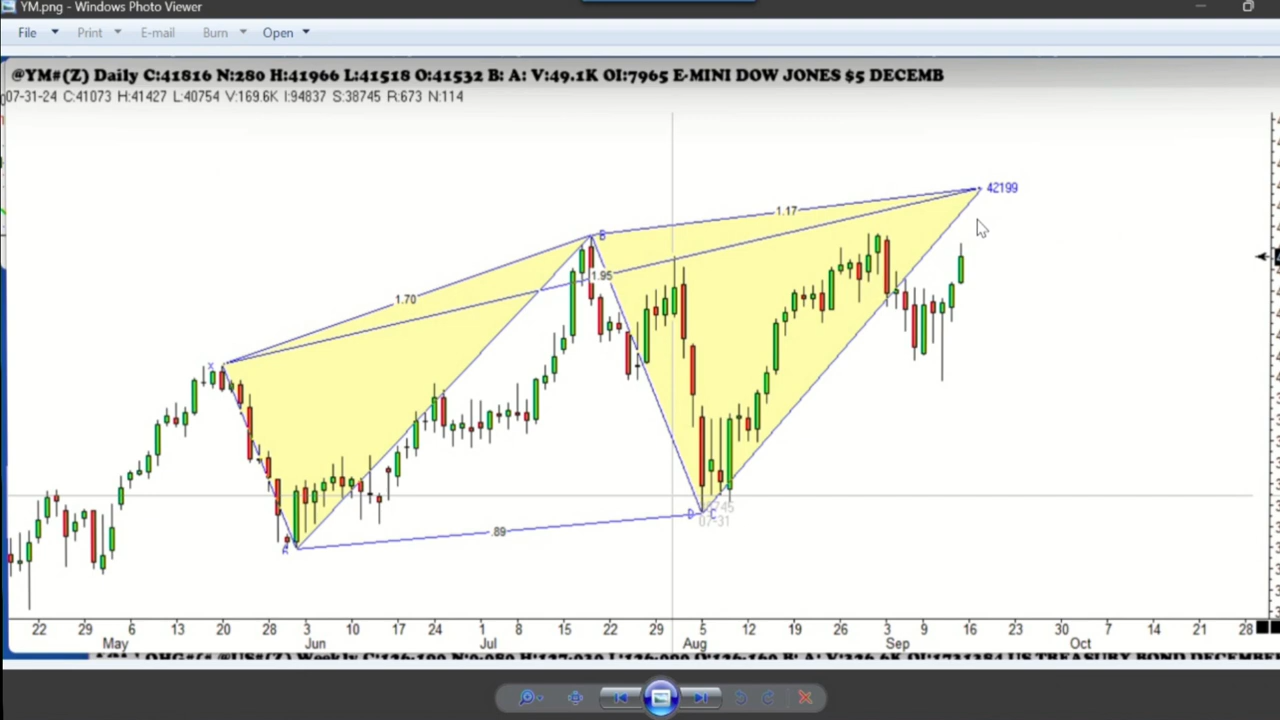 YM.png - Windows Photo Viewer
File Print E-mail Burn Open
@YM#(Z) Daily C:41816 N:280 H:41966 L:41518 O:41532 B: A: V:49.1K OI:7965 E-MINI DOW JONES $5 DECEMB
07-31-24 C:41073 H:41427 L:40754 V:169.6K I:94837 S:38745 R:673 N:114
42199
1.17
B
1.95
1.70
X
D C
07-31
.89
A
22 29 6 13 20 28 3 10 17 24 1 8 15 22 29 5 12 19 26 3 9 16 23 30 7 14 21 28
May Jun Jul Aug Sep Oct